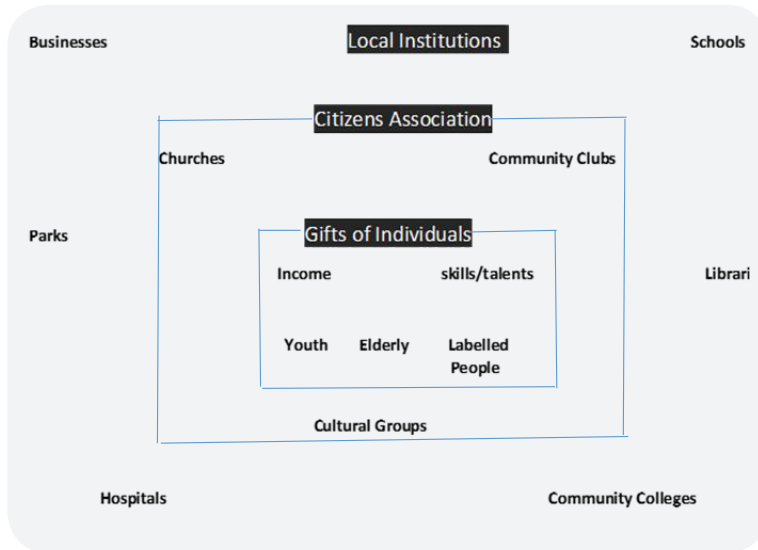 Businesses Local Institutions Schools
Citizens Association
Churches Community Clubs
Gifts of Individuals
Parks
Income skills/talents Librari
Youth Elderly Labelled
People
Cultural Groups
Hospitals Community Colleges